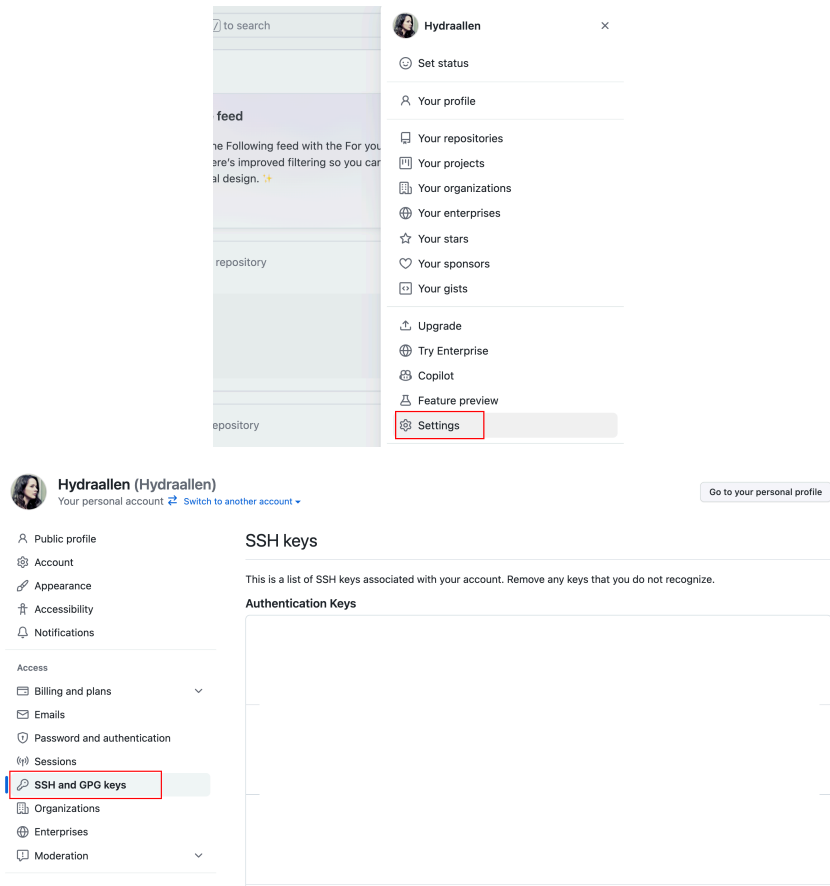 / to search
feed
he Following feed with the For you
ere's improved filtering so you can
al design. ✨
repository
epository
Hydraallen
Set status
Your profile
Your repositories
Your projects
Your organizations
Your enterprises
Your stars
Your sponsors
Your gists
Upgrade
Try Enterprise
Copilot
Feature preview
Settings
Hydraallen (Hydraallen)
Your personal account Switch to another account
Go to your personal profile
Public profile
Account
Appearance
Accessibility
Notifications
Access
Billing and plans
Emails
Password and authentication
Sessions
SSH and GPG keys
Organizations
Enterprises
Moderation
SSH keys
This is a list of SSH keys associated with your account. Remove any keys that you do not recognize.
Authentication Keys